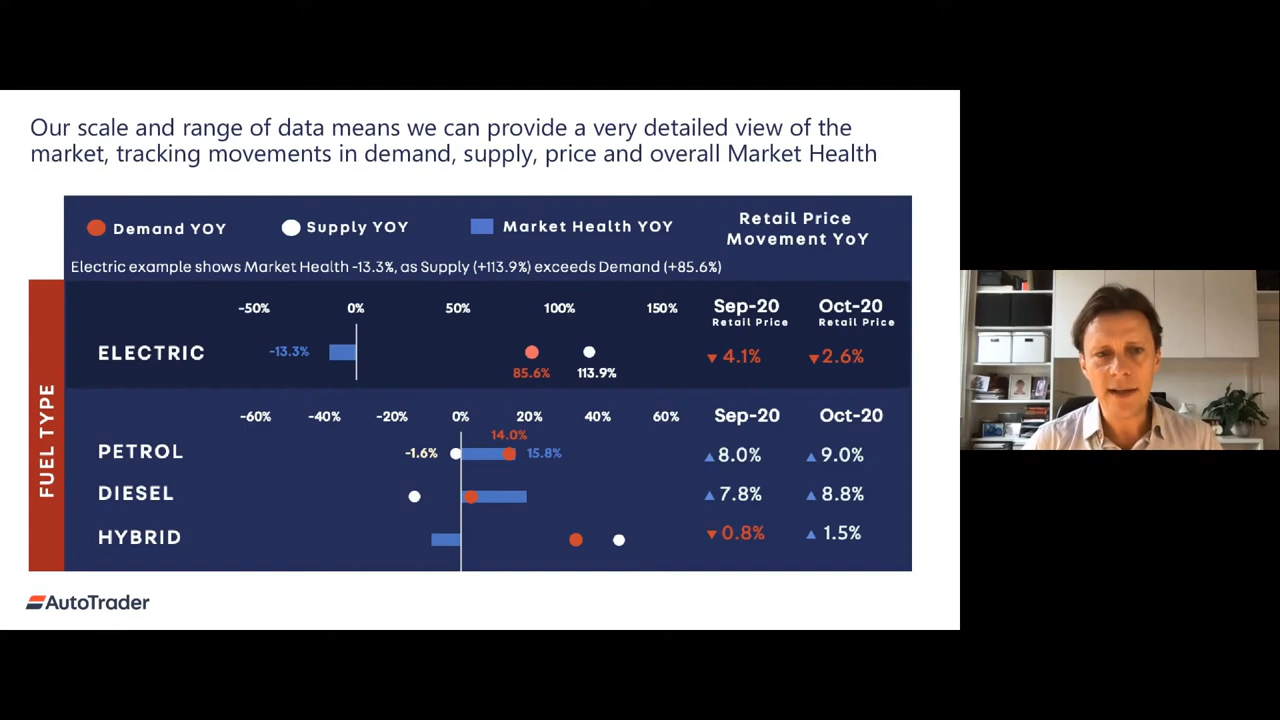 Our scale and range of data means we can provide a very detailed view of the
market, tracking movements in demand, supply, price and overall Market Health
Demand YOY
Supply YOY
Market Health YOY
Retail Price
Movement YoY
Electric example shows Market Health -13.3%, as Supply (+113.9%) exceeds Demand (+85.6%)
FUEL TYPE
-50% 0% 50% 100% 150% Sep-20 Oct-20
Retail Price Retail Price
ELECTRIC -13.3% 4.1% 2.6%
85.6% 113.9%
-60% -40% -20% 0% 20% 40% 60% Sep-20 Oct-20
14.0%
PETROL -1.6% 15.8% 8.0% 9.0%
DIESEL 7.8% 8.8%
HYBRID 0.8% 1.5%
AutoTrader